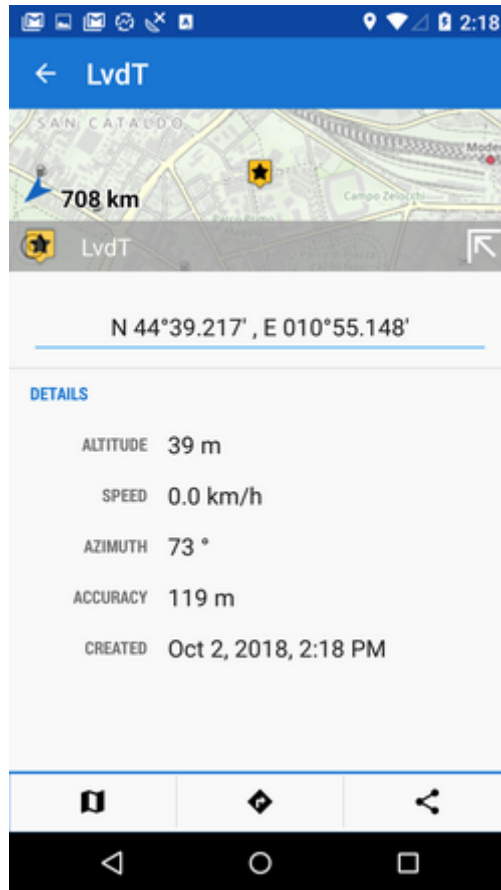 2:18
LvdT
SAN CATALDO
Mode
708 km
Campo Zelocchi
LvdT
N 44°39.217' , E 010°55.148'
DETAILS
ALTITUDE 39 m
SPEED 0.0 km/h
AZIMUTH 73 °
ACCURACY 119 m
CREATED Oct 2, 2018, 2:18 PM